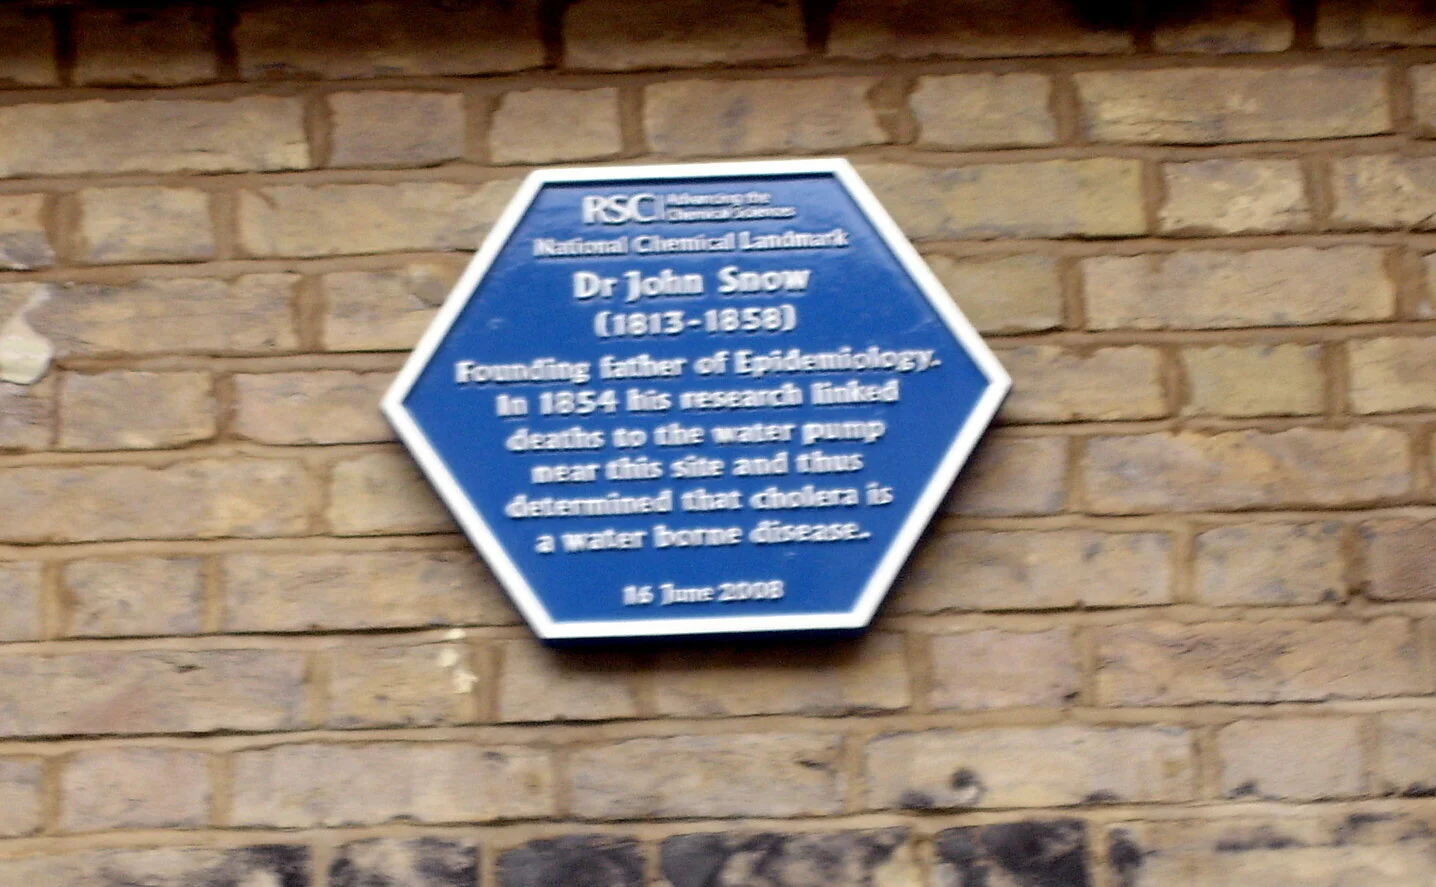 RSC Advancing the
Chemical Sciences
National Chemical Landmark
Dr John Snow
(1813-1858)
Founding father of Epidemiology.
In 1854 his research linked
deaths to the water pump
near this site and thus
determined that cholera is
a water borne disease.
16 June 2008